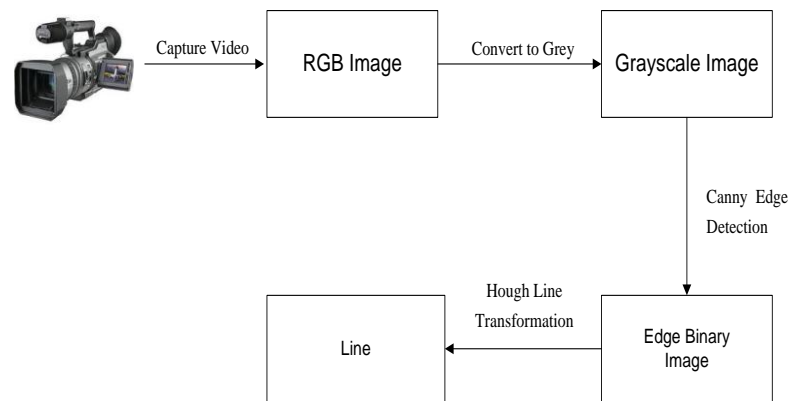 Capture Video
RGB Image
Convert to Grey
Grayscale Image
Canny Edge
Detection
Edge Binary
Image
Hough Line
Transformation
Line